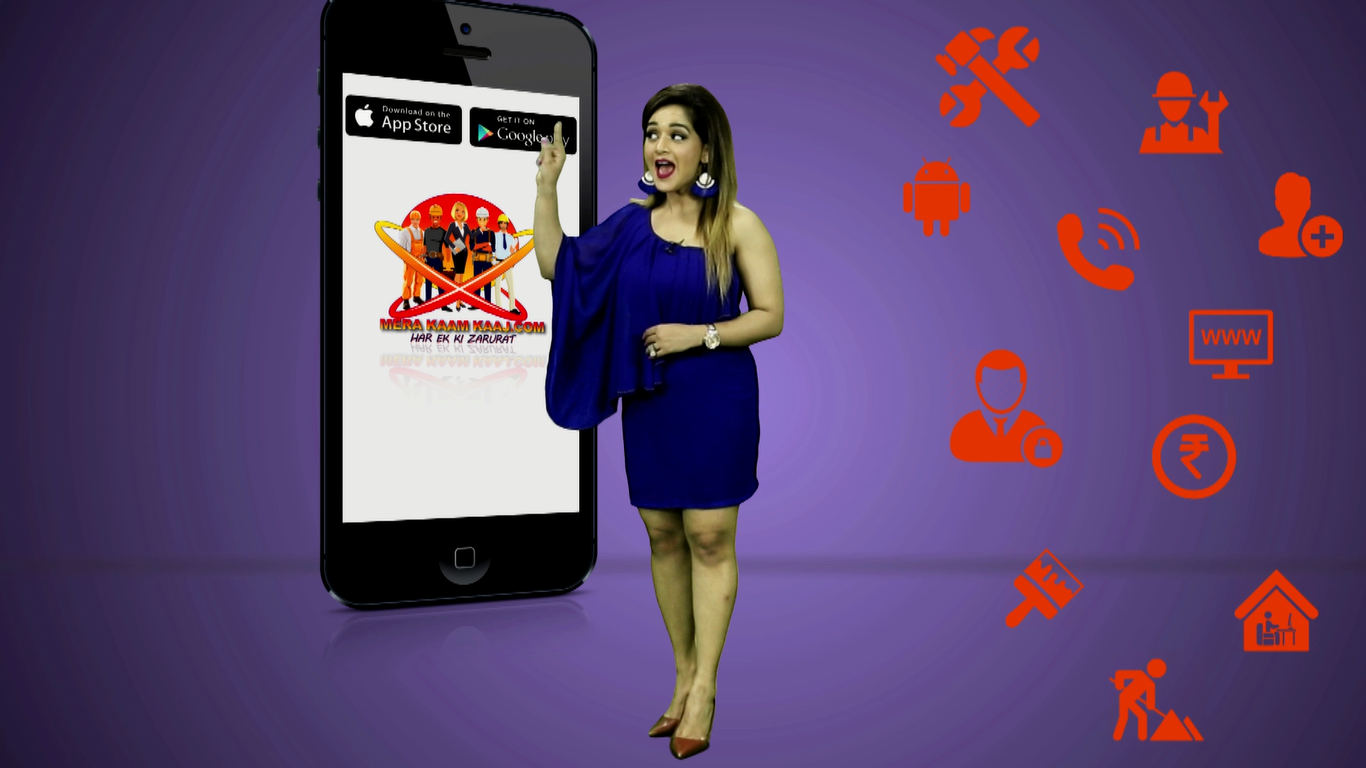 Download on the
App Store
GET IT ON
Google play
MERA KAAM KAAJ.COM
HAR EK KI ZARURAT
www
₹